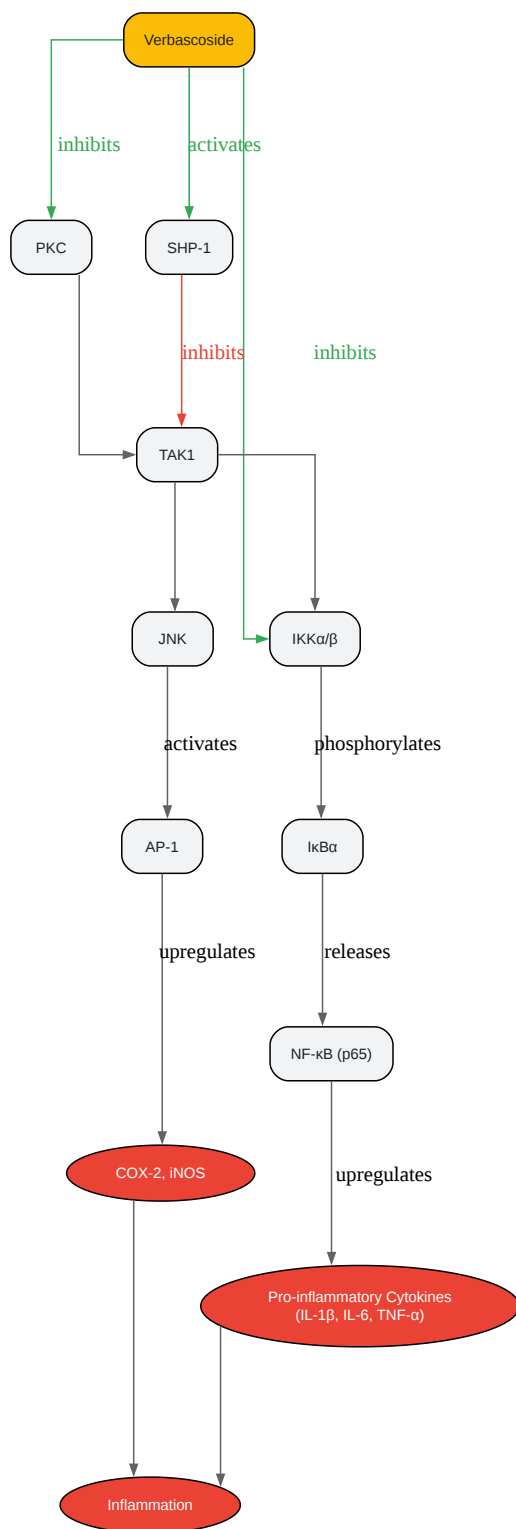 Verbascoside
inhibits
activates
PKC
SHP-1
inhibits
inhibits
TAK1
JNK
IKKα/β
activates
phosphorylates
AP-1
IκBα
upregulates
releases
NF-κB (p65)
COX-2, iNOS
upregulates
Pro-inflammatory Cytokines
(IL-1β, IL-6, TNF-α)
Inflammation